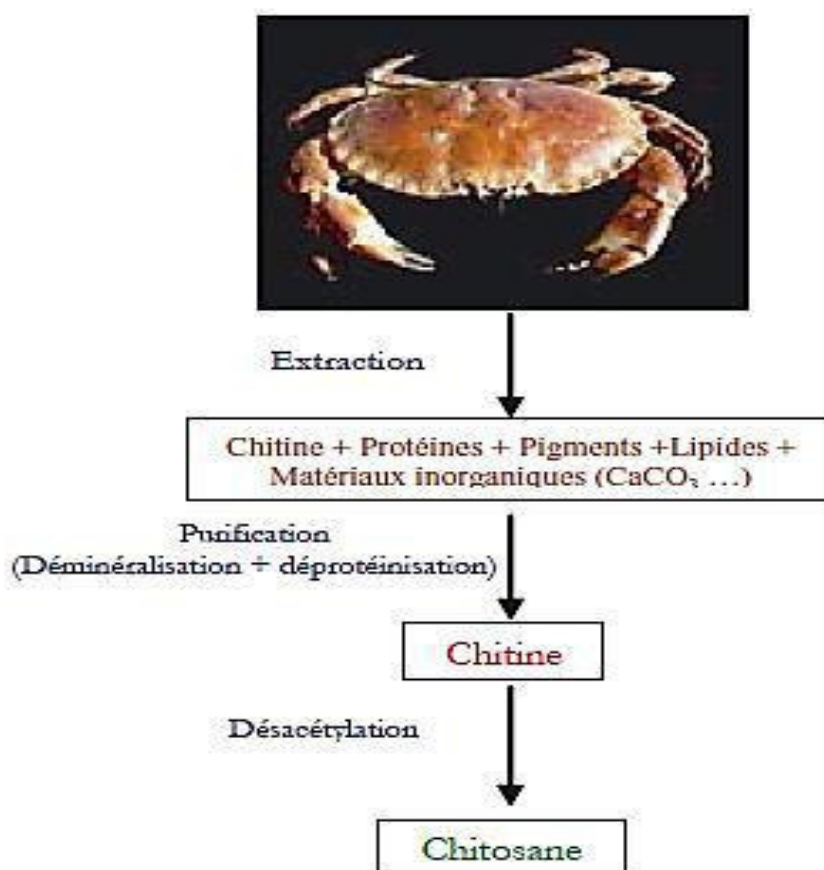 Extraction
Chitine + Protéines + Pigments +Lipides +
Matériaux inorganiques (CaCO₃ ...)
Purification
(Déminéralisation + déprotéinisation)
Chitine
Désacétylation
Chitosane